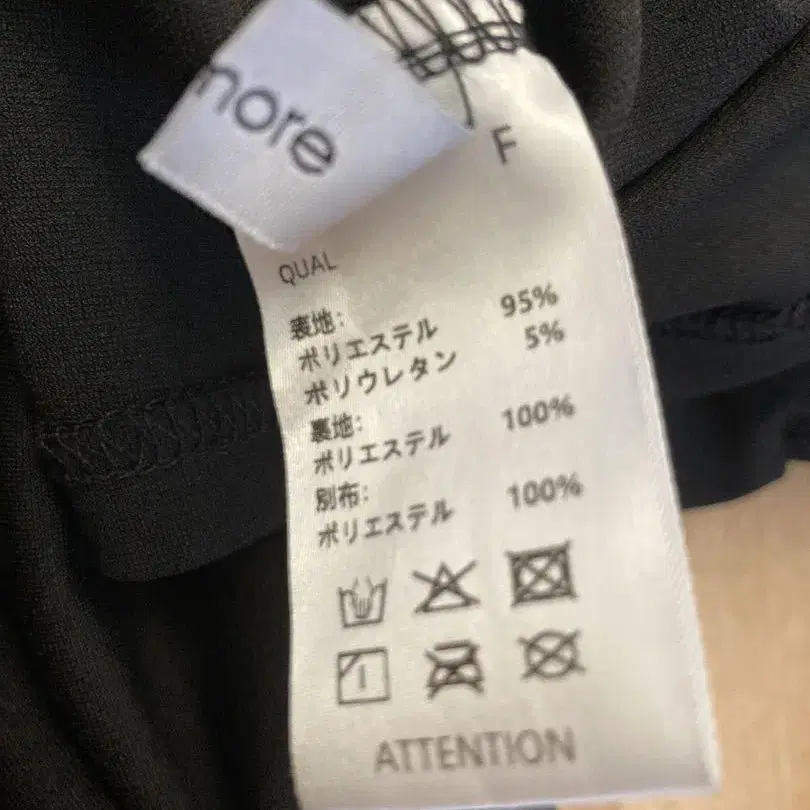 more
F
QUAL
表地:
ポリエステル 95%
ポリウレタン 5%
裏地:
ポリエステル 100%
別布:
ポリエステル 100%
ATTENTION